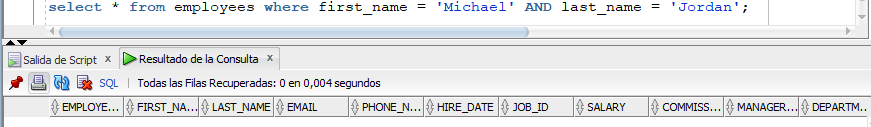 select * from employees where first_name = 'Michael' AND last_name = 'Jordan';
Salida de Script x Resultado de la Consulta x
SQL | Todas las Filas Recuperadas: 0 en 0,004 segundos
EMPLOYE... FIRST_NA... LAST_NAME EMAIL PHONE_N... HIRE_DATE JOB_ID SALARY COMMISS... MANAGER... DEPARTM...